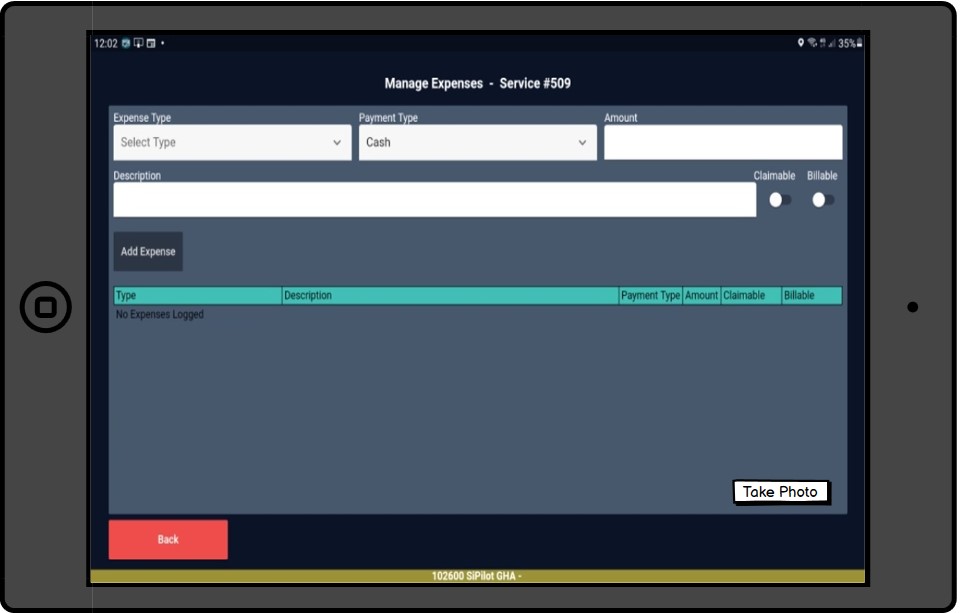 12:02 35%
Manage Expenses - Service #509
Expense Type Payment Type Amount
Select Type Cash
Description Claimable Billable
Add Expense
Type Description Payment Type Amount Claimable Billable
No Expenses Logged
Take Photo
Back
102600 SiPilot GHA -